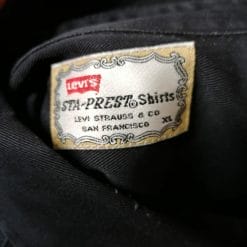 LEVI'S
STA-PREST® Shirts
LEVI STRAUSS & CO
SAN FRANCISCO XL